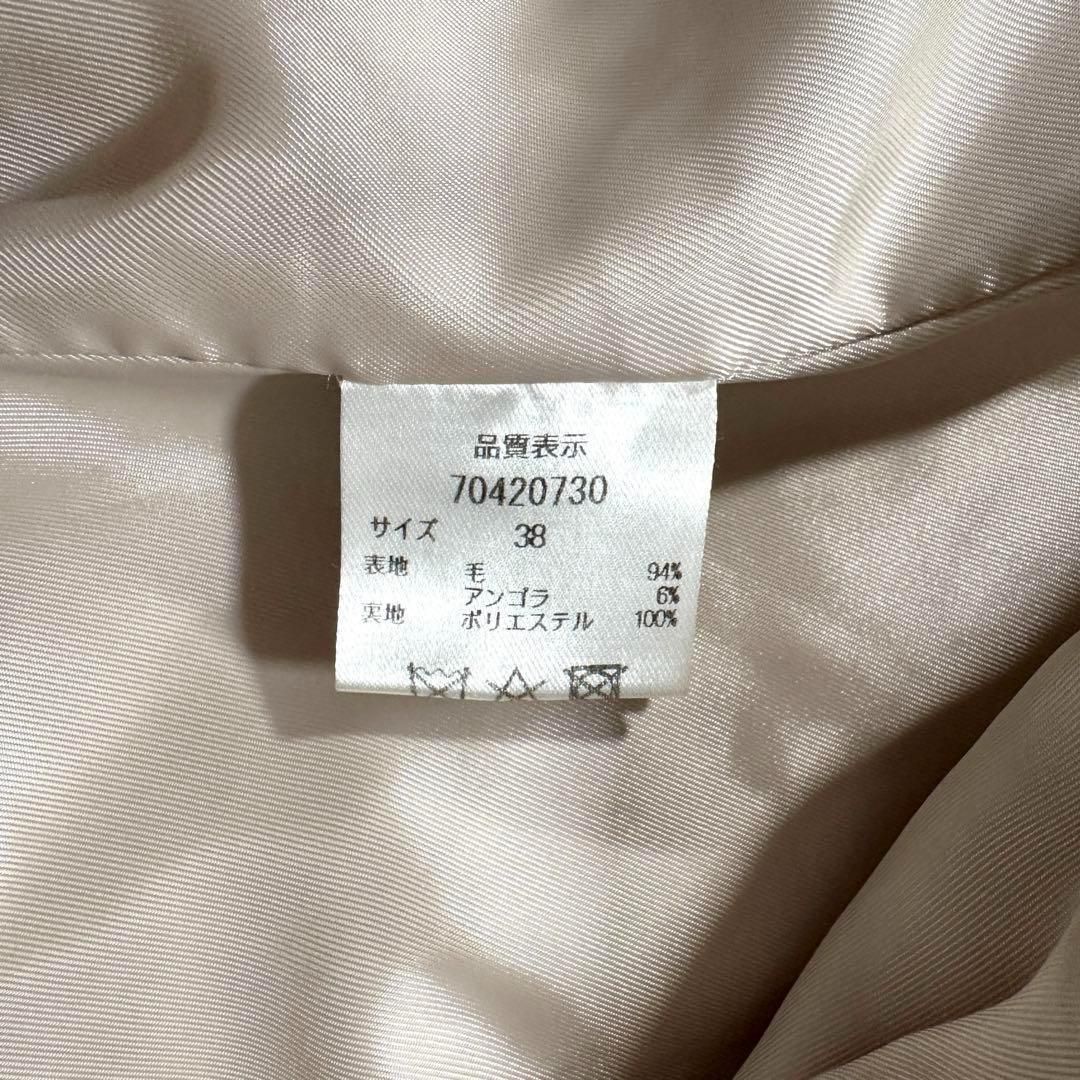 品質表示
70420730
サイズ 38
表地 毛 94%
アンゴラ 6%
裏地 ポリエステル 100%